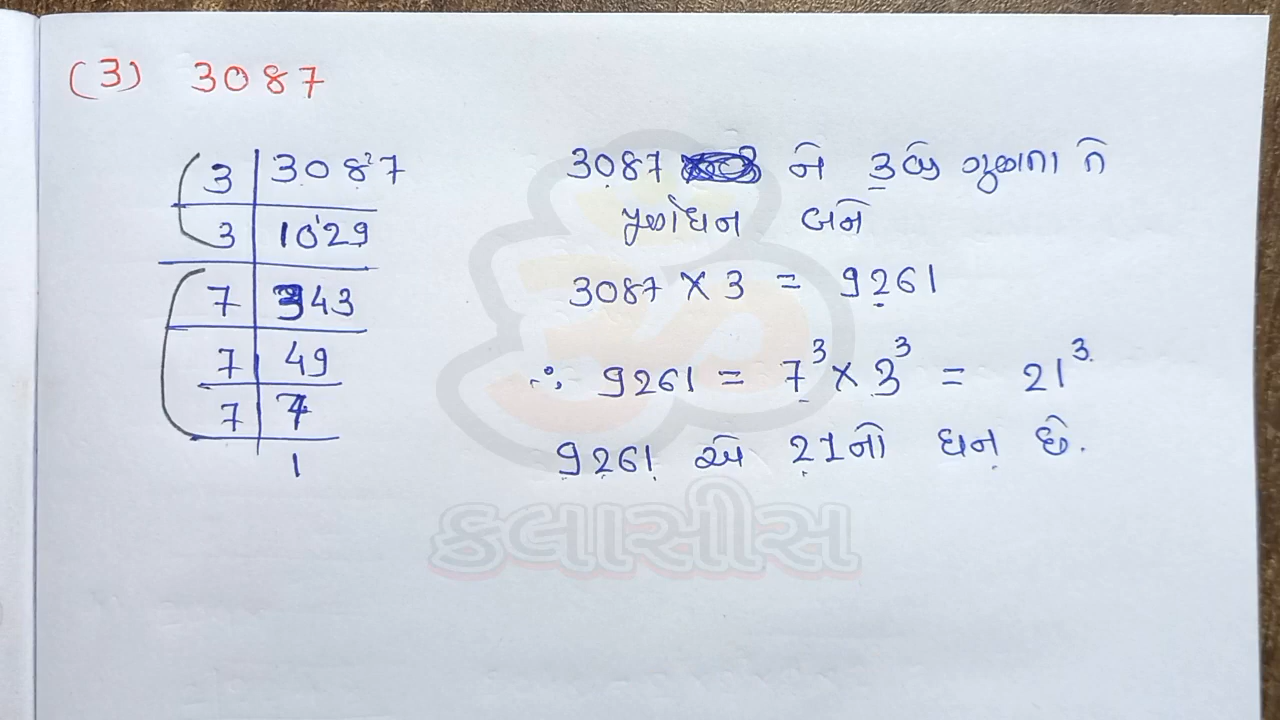 (3) 3087
3 | 3087
3 | 1029
7 | 343
7 | 49
7 | 7
1
3087 ને 3 વડે ગુણાતા તે
પુર્ણઘન બને
3087 × 3 = 9261
∴ 9261 = 7³ × 3³ = 21³
9261 એ 21નો ઘન છે.
ૐ
કલાસીસ